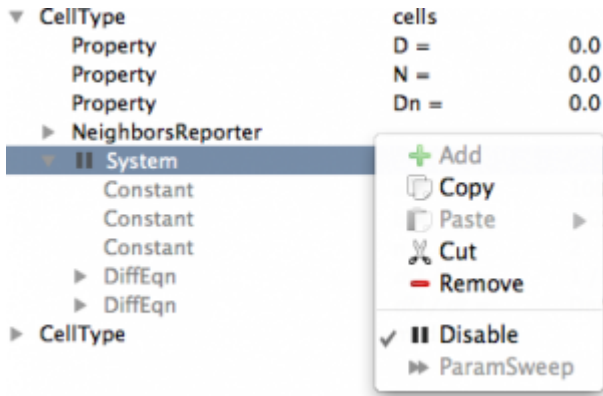 CellType cells
Property D = 0.0
Property N = 0.0
Property Dn = 0.0
NeighborsReporter
System
Constant
Constant
Constant
DiffEqn
DiffEqn
CellType
Add
Copy
Paste
Cut
Remove
Disable
ParamSweep